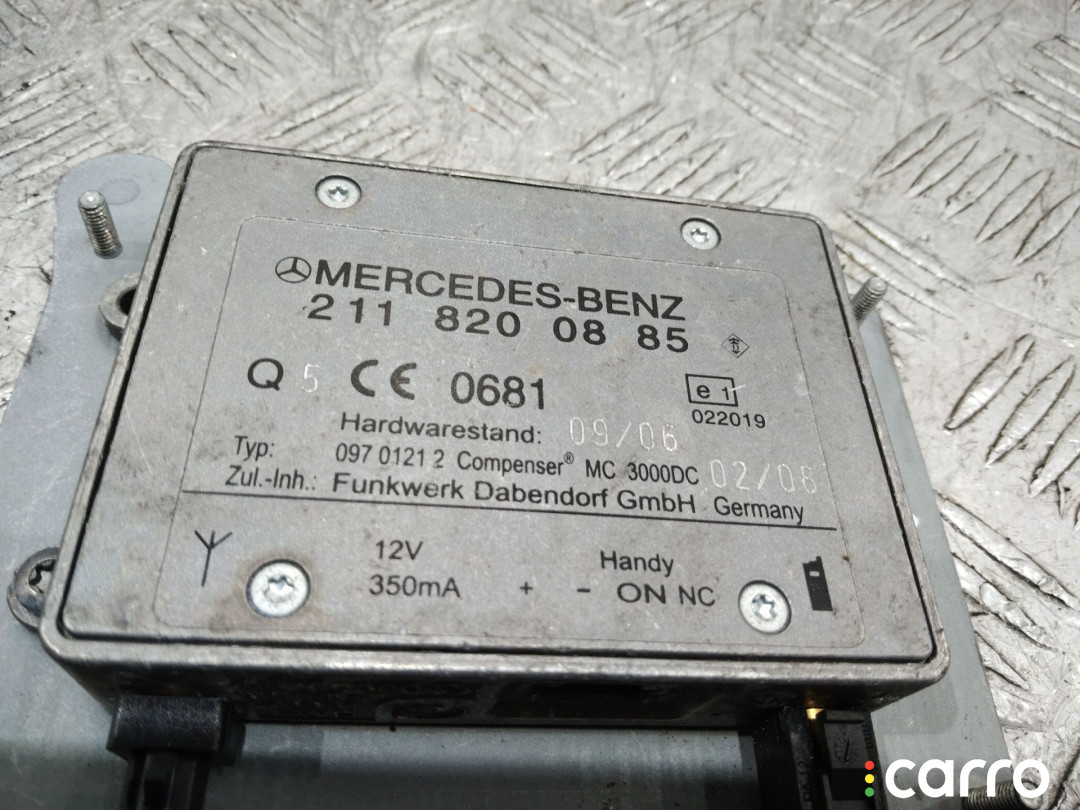 MERCEDES-BENZ
211 820 08 85
Q 5 CE 0681 e 1
022019
Hardwarestand: 09/06
Typ: 097 0121 2 Compenser® MC 3000DC 02/08
Zul.-Inh.: Funkwerk Dabendorf GmbH Germany
12V Handy
350mA + - ON NC
carro